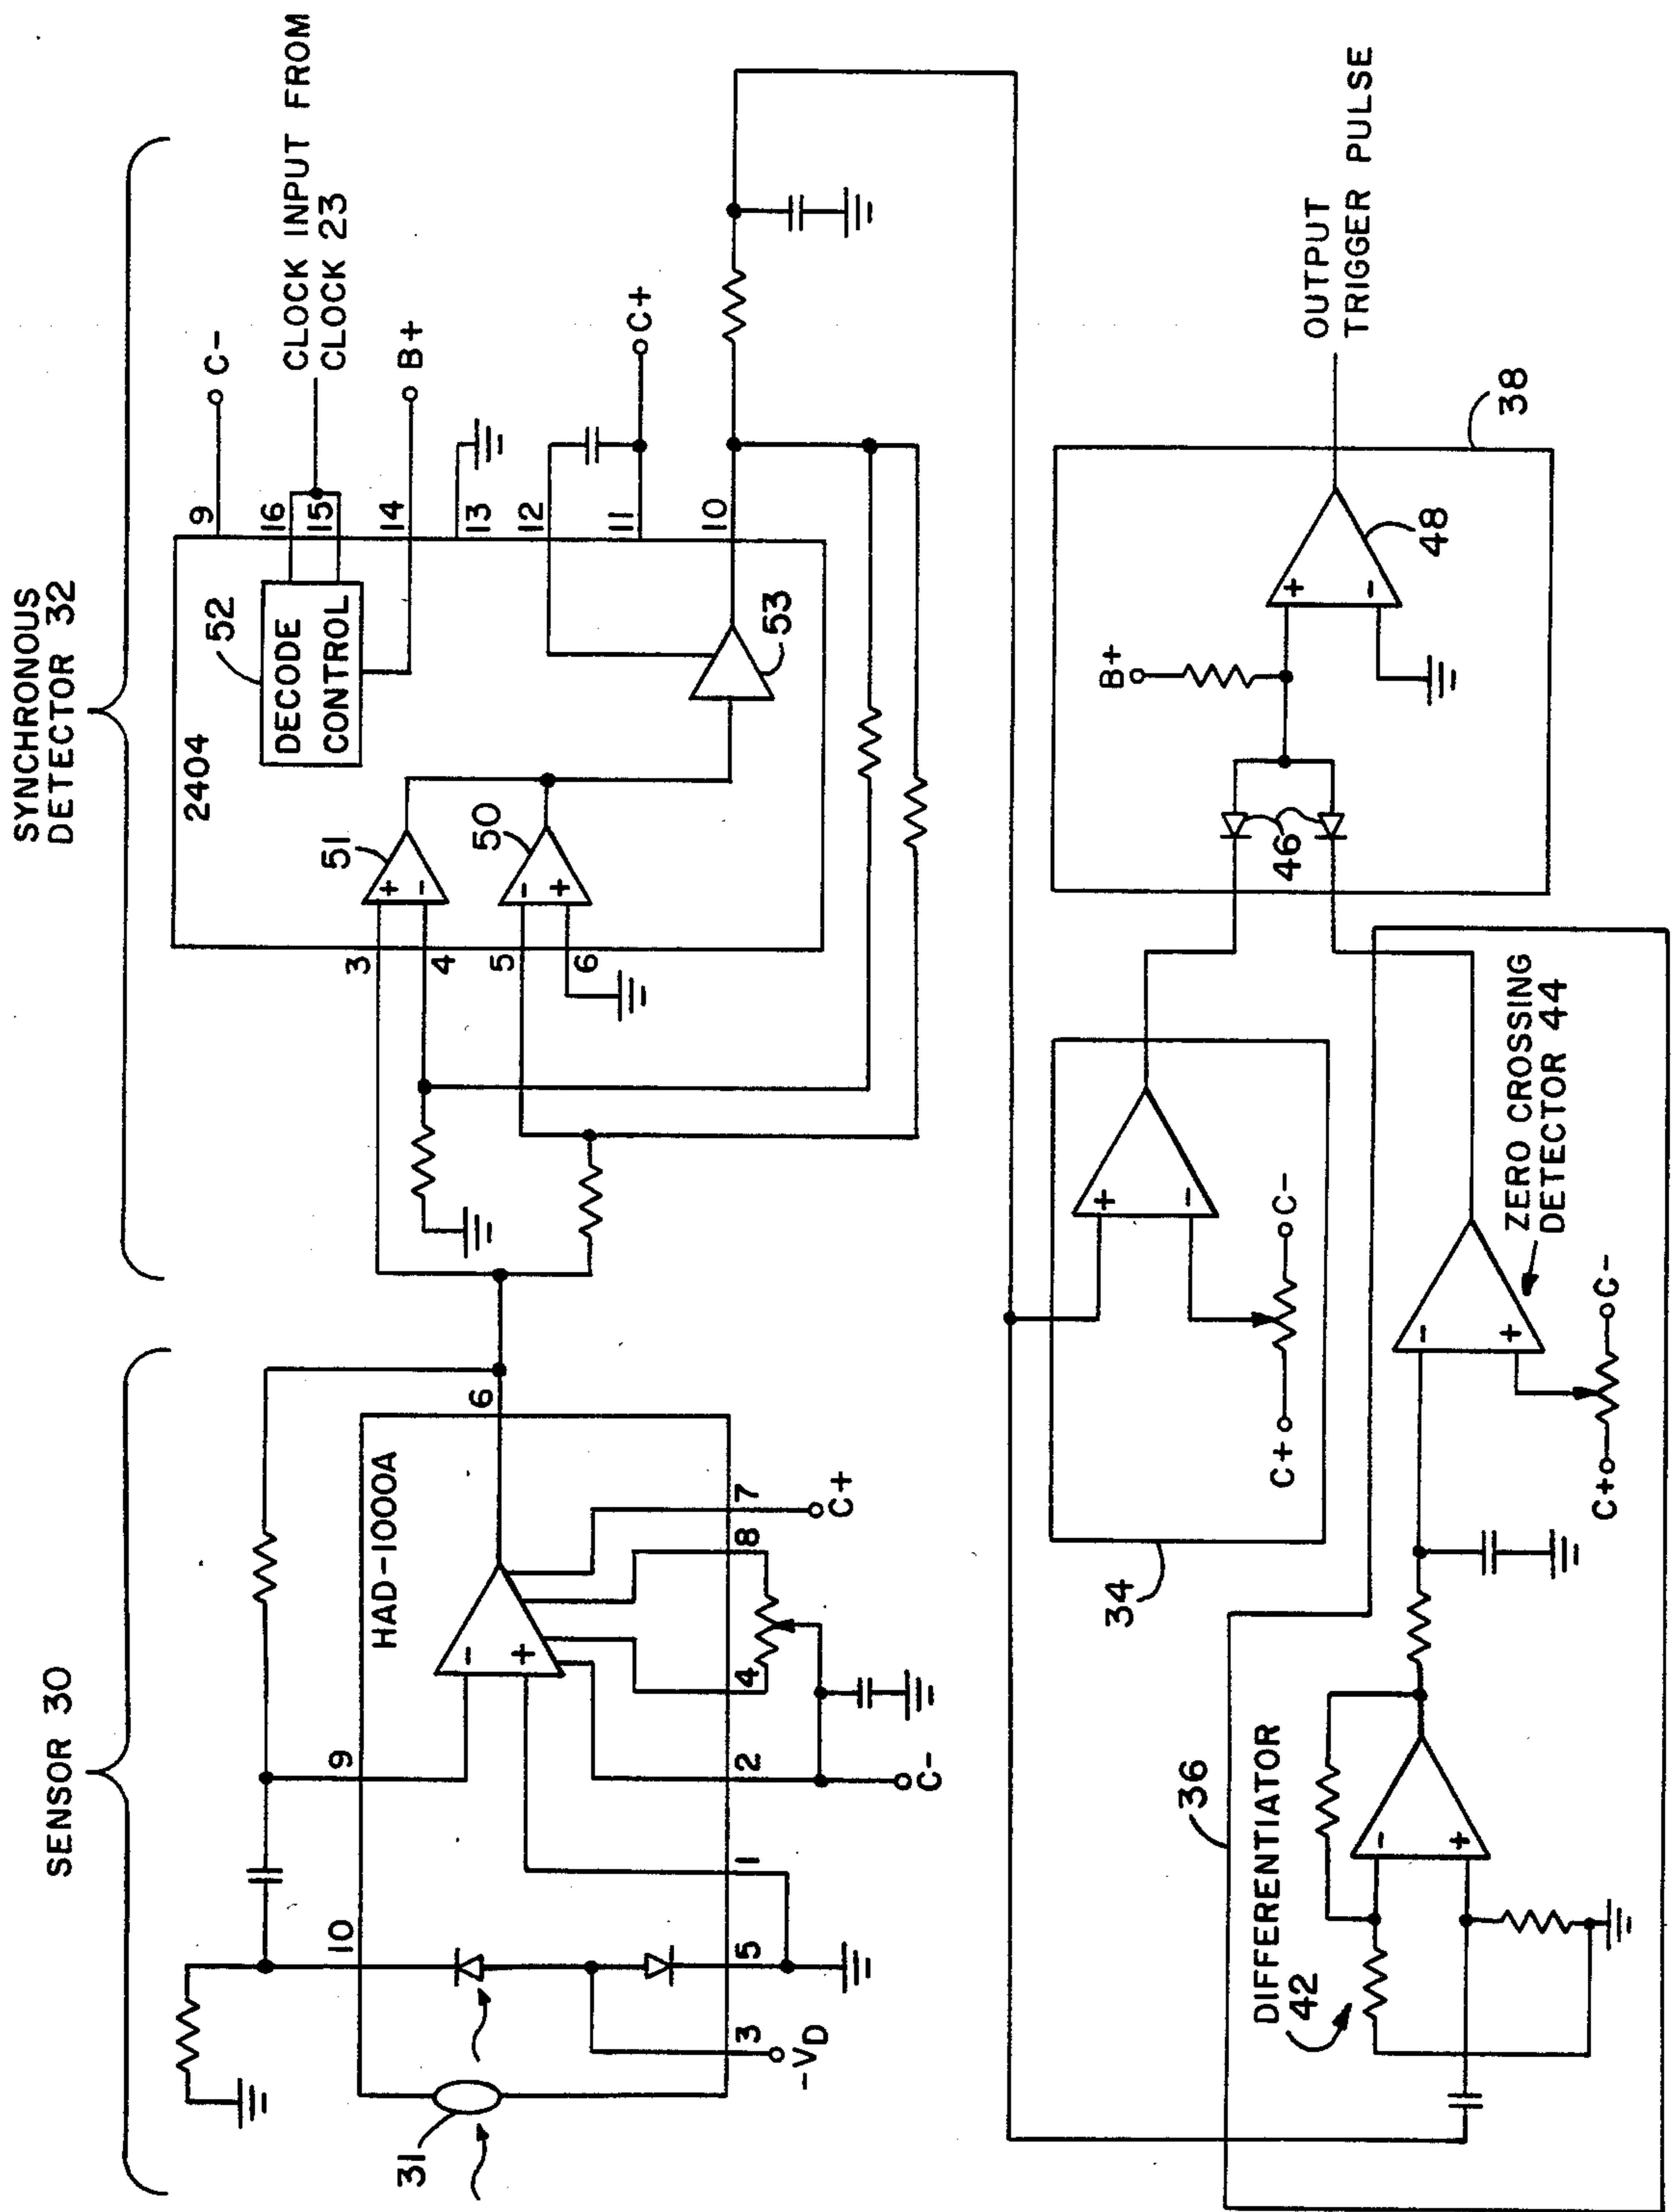 SENSOR 30
SYNCHRONOUS
DETECTOR 32
31
10
9
HAD-1000A
-
+
6
3
5
1
2
4
8
7
-VD
C-
C+
3
4
5
6
51
+
-
50
-
+
2404
52
DECODE
CONTROL
53
9
16
15
14
13
12
11
10
C-
CLOCK INPUT FROM
CLOCK 23
B+
C+
34
+
-
C+
C-
36
DIFFERENTIATOR
42
-
+
-
+
C+
C-
ZERO CROSSING
DETECTOR 44
46
B+
+
-
48
38
OUTPUT
TRIGGER PULSE